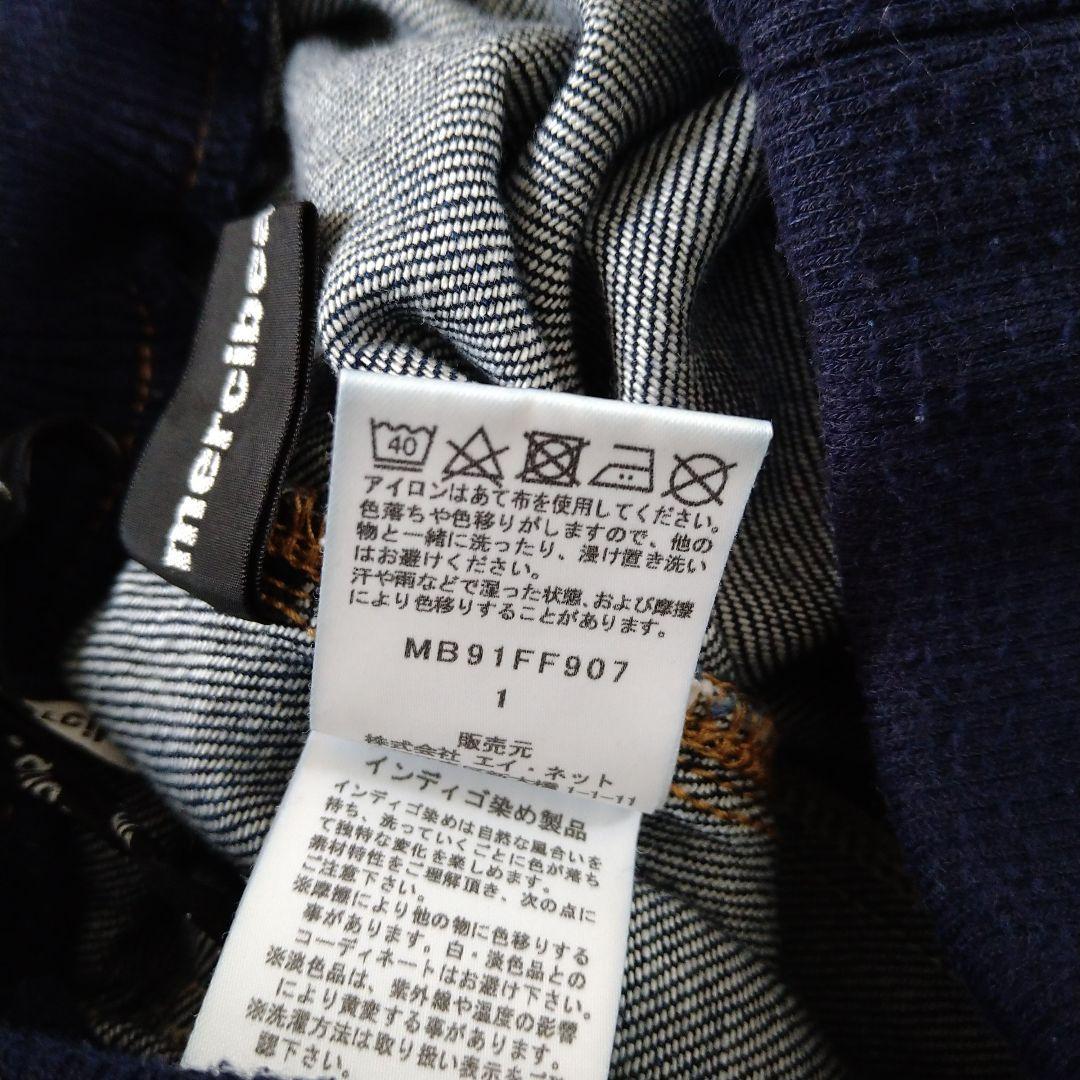 mercibea
40
アイロンはあて布を使用してください。
色落ちや色移りがしますので、他の
物と一緒に洗ったり、浸け置き洗い
はお避けください。
汗や雨などで湿った状態、および摩擦
により色移りすることがあります。
MB91FF907
1
販売元
株式会社 エイ・ネット
1-1-11
インディゴ染め製品
インディゴ染めは自然な風合いを
持ち、洗っていくごとに色が落ち
て独特な変化を楽しめます。
素材特性をご理解頂き、次の点に
ご注意下さい。
※摩擦により他の物に色移りする
事があります。白・淡色品との
コーディネートはお避け下さい。
※淡色品は、紫外線や温度の影響
により黄変する事があります。
※洗濯方法は取り扱い表示をご確
認下さい。